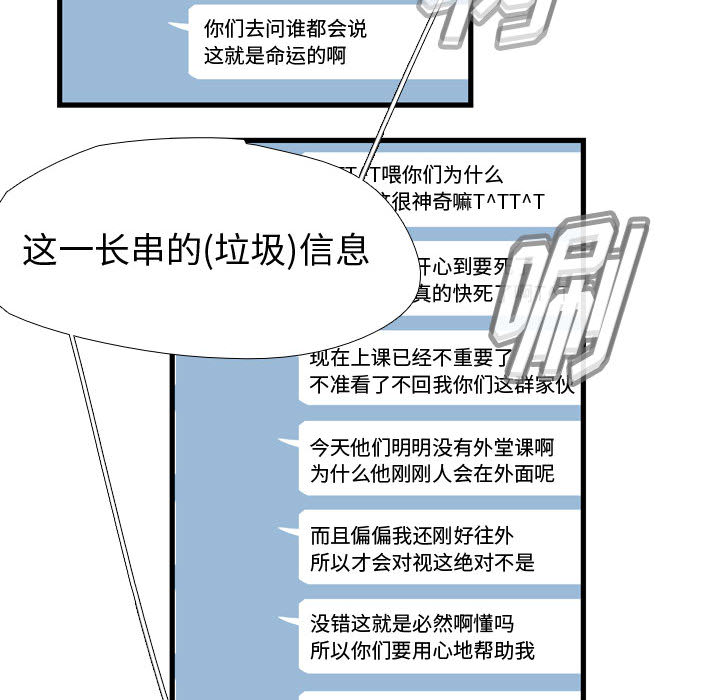 你们去问谁都会说
这就是命运的啊
T喂你们为什么
很神奇嘛T^TT^T
这一长串的(垃圾)信息
开心到要死
真的快死了
唰
现在上课已经不重要了
不准看了不回我你们这群家伙
今天他们明明没有外堂课啊
为什么他刚刚人会在外面呢
而且偏偏我还刚好往外
所以才会对视这绝对不是
没错这就是必然啊懂吗
所以你们要用心地帮助我